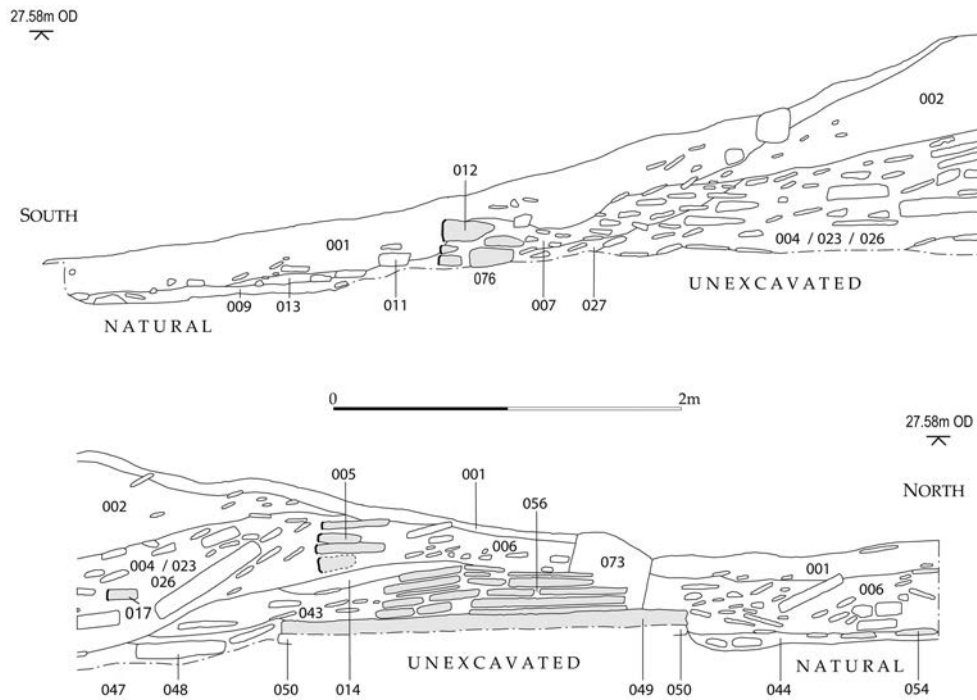 27.58m OD
002
012
SOUTH
001
004 / 023 / 026
076
UNEXCAVATED
009 013 011 007 027
NATURAL
0 2m
27.58m OD
005 001
056
NORTH
002
006
004 / 023
026
073
001
017
043
006
UNEXCAVATED
NATURAL
047 048 050 014 049 050 044 054